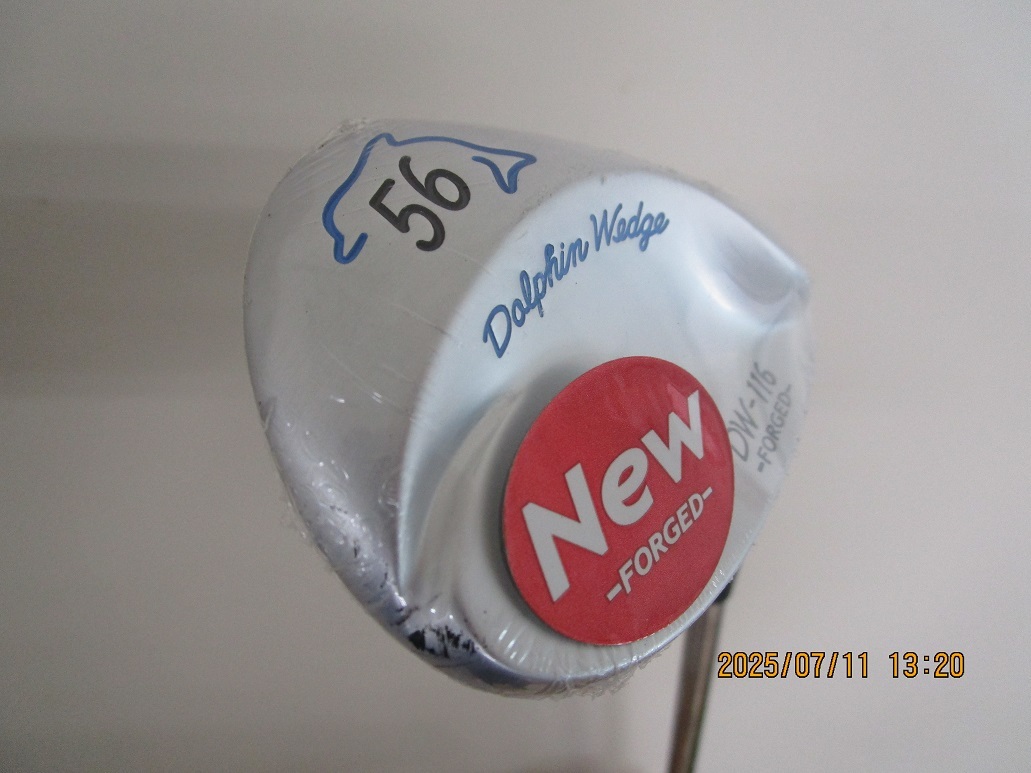 56
Dolphin Wedge
New
-FORGED-
DW-116
-FORGED-
2025/07/11 13:20